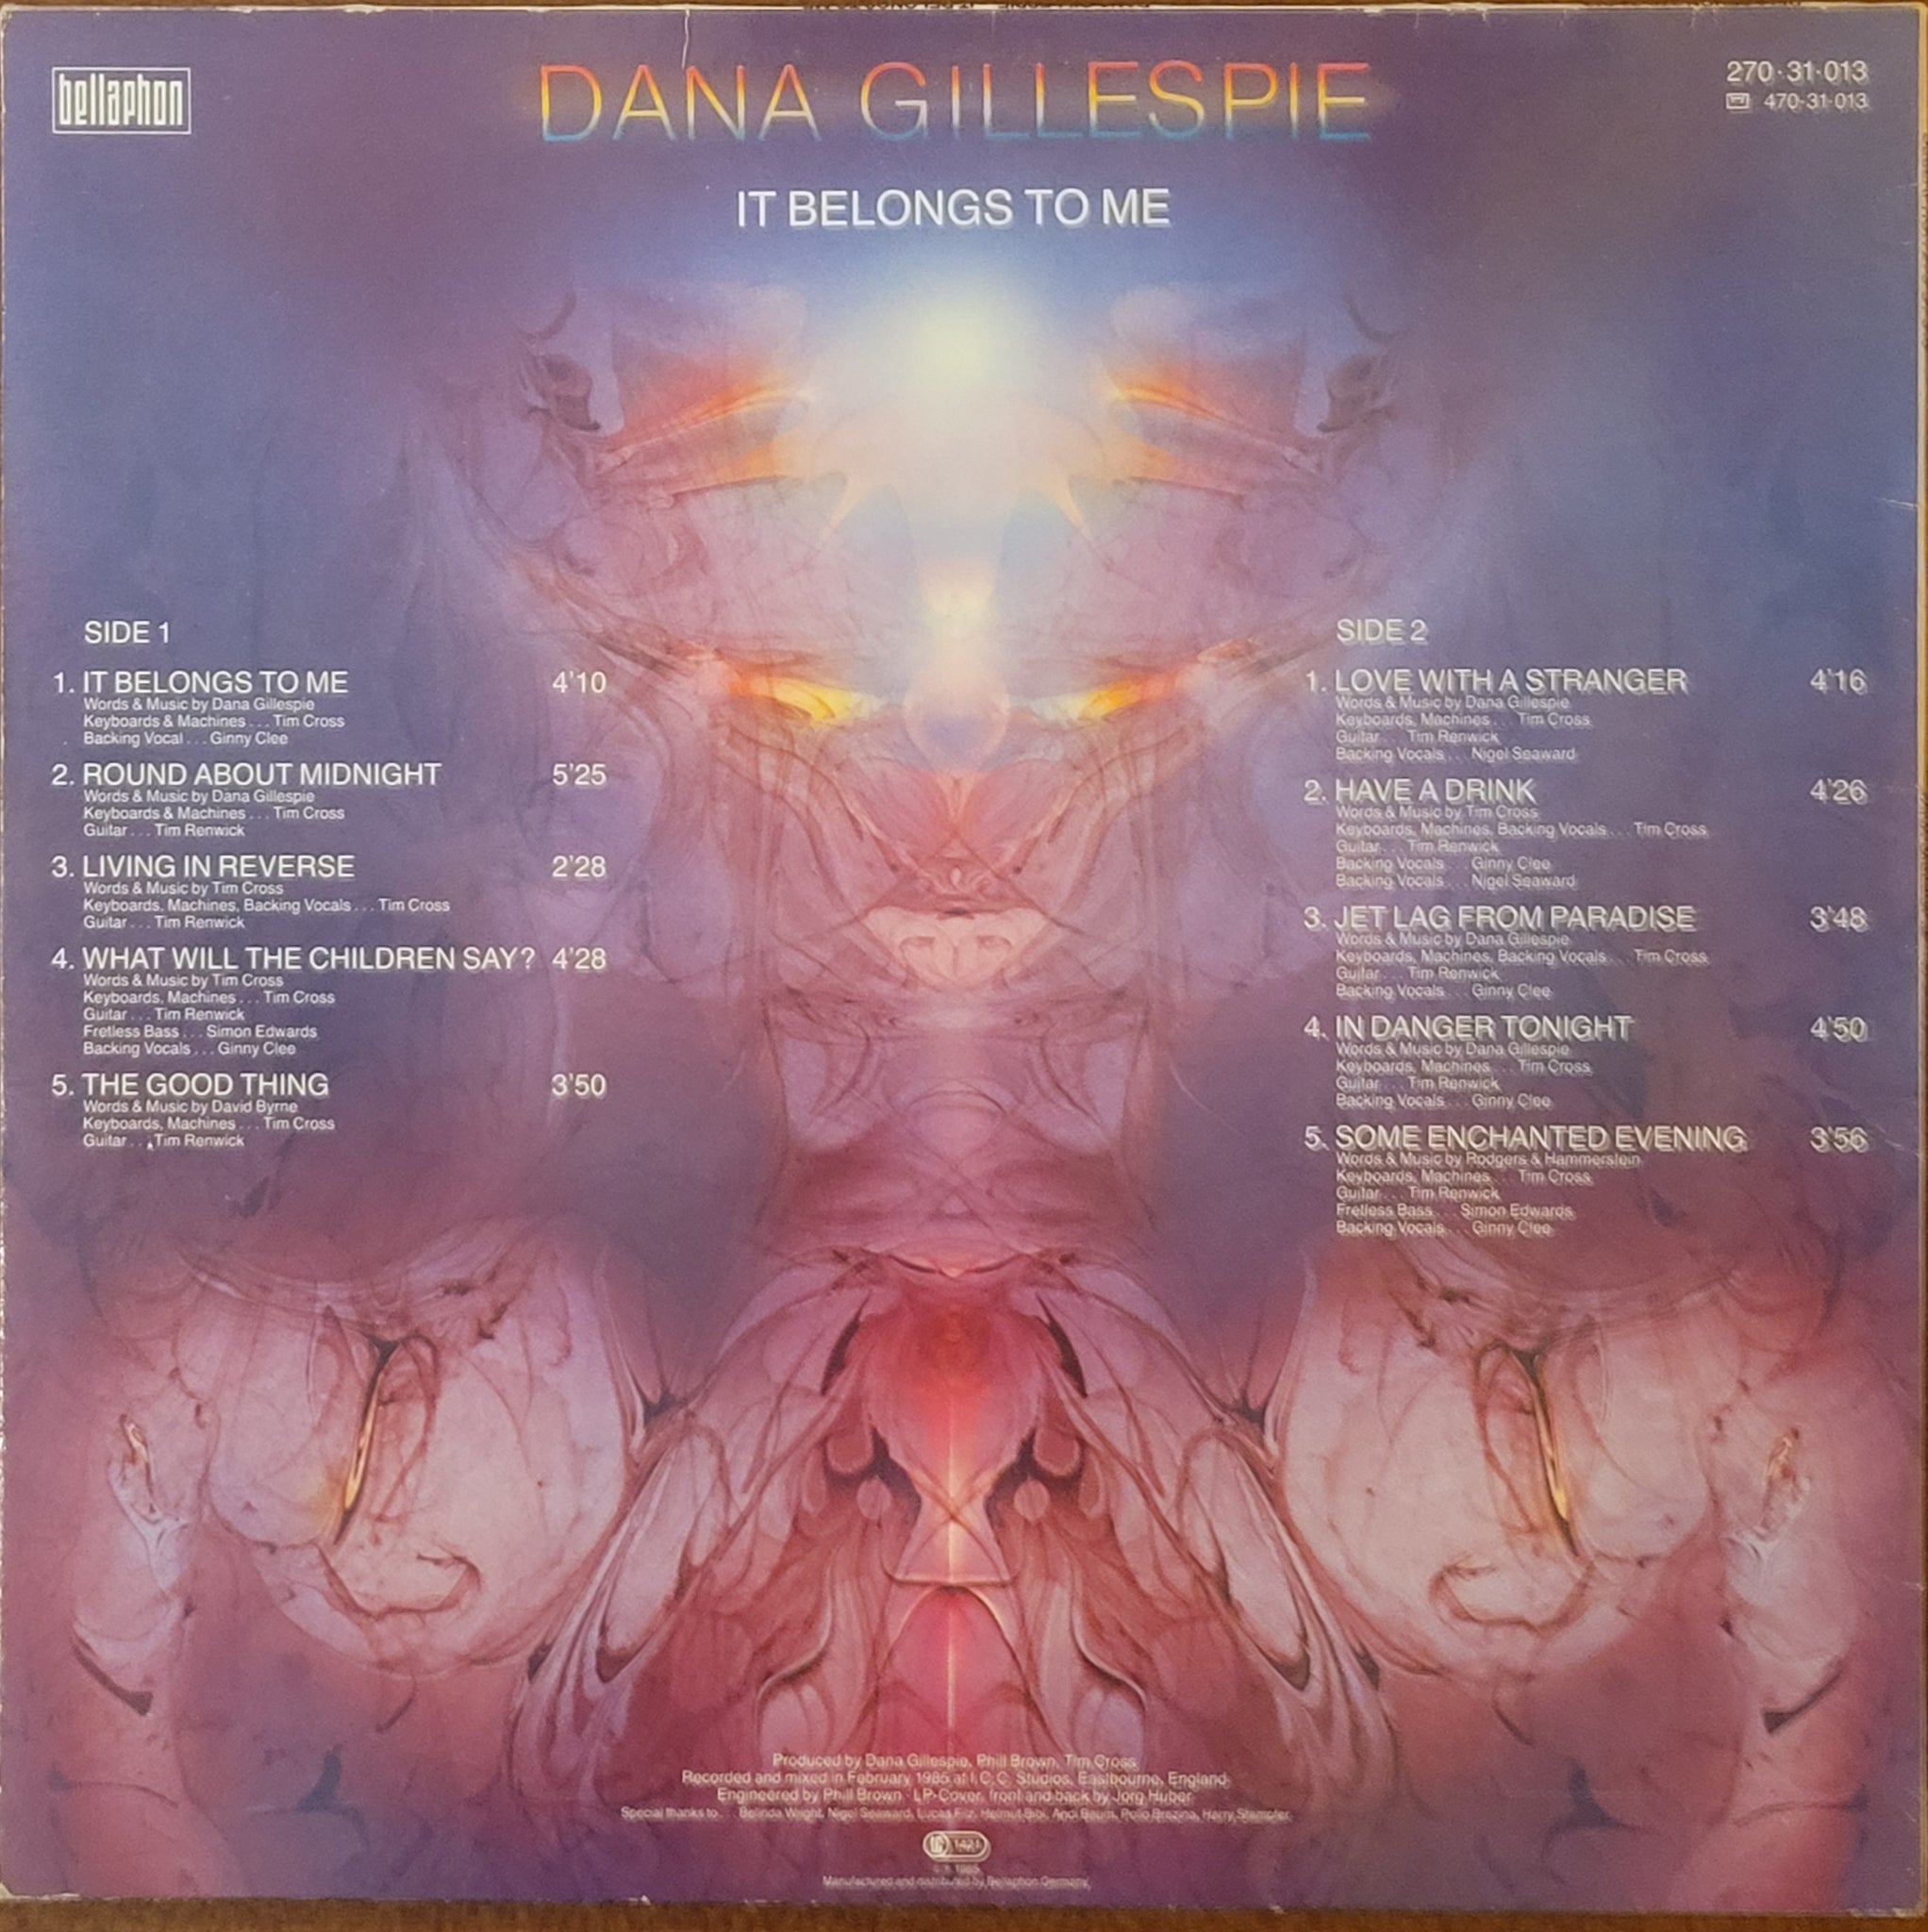 bellaphon
DANA GILLESPIE
270·31·013
470·31·013
IT BELONGS TO ME
SIDE 1
1. IT BELONGS TO ME 4'10
Words & Music by Dana Gillespie
Keyboards & Machines . . . Tim Cross
Backing Vocal . . . Ginny Clee
2. ROUND ABOUT MIDNIGHT 5'25
Words & Music by Dana Gillespie
Keyboards & Machines . . . Tim Cross
Guitar . . . Tim Renwick
3. LIVING IN REVERSE 2'28
Words & Music by Tim Cross
Keyboards, Machines, Backing Vocals . . . Tim Cross
Guitar . . . Tim Renwick
4. WHAT WILL THE CHILDREN SAY? 4'28
Words & Music by Tim Cross
Keyboards, Machines . . . Tim Cross
Guitar . . . Tim Renwick
Fretless Bass . . . Simon Edwards
Backing Vocals . . . Ginny Clee
5. THE GOOD THING 3'50
Words & Music by David Byrne
Keyboards, Machines . . . Tim Cross
Guitar . . . Tim Renwick
SIDE 2
1. LOVE WITH A STRANGER 4'16
Words & Music by Dana Gillespie
Keyboards, Machines . . . Tim Cross
Guitar . . . Tim Renwick
Backing Vocals . . . Nigel Seaward
2. HAVE A DRINK 4'26
Words & Music by Tim Cross
Keyboards, Machines, Backing Vocals . . . Tim Cross
Guitar . . . Tim Renwick
Backing Vocals . . . Ginny Clee
Backing Vocals . . . Nigel Seaward
3. JET LAG FROM PARADISE 3'48
Words & Music by Dana Gillespie
Keyboards, Machines, Backing Vocals . . . Tim Cross
Guitar . . . Tim Renwick
Backing Vocals . . . Ginny Clee
4. IN DANGER TONIGHT 4'50
Words & Music by Dana Gillespie
Keyboards, Machines . . . Tim Cross
Guitar . . . Tim Renwick
Backing Vocals . . . Ginny Clee
5. SOME ENCHANTED EVENING 3'56
Words & Music by Rodgers & Hammerstein
Keyboards, Machines . . . Tim Cross
Guitar . . . Tim Renwick
Fretless Bass . . . Simon Edwards
Backing Vocals . . . Ginny Clee
Produced by Dana Gillespie, Phill Brown, Tim Cross
Recorded and mixed in February 1985 at I.C.C. Studios, Eastbourne, England
Engineered by Phill Brown · LP-Cover, front and back by Jörg Huber
Special thanks to . . . Belinda Wright, Nigel Seaward, Lucas Andi Harry Stampfer
LC 1421
1985
Manufactured and distributed by Bellaphon Germany